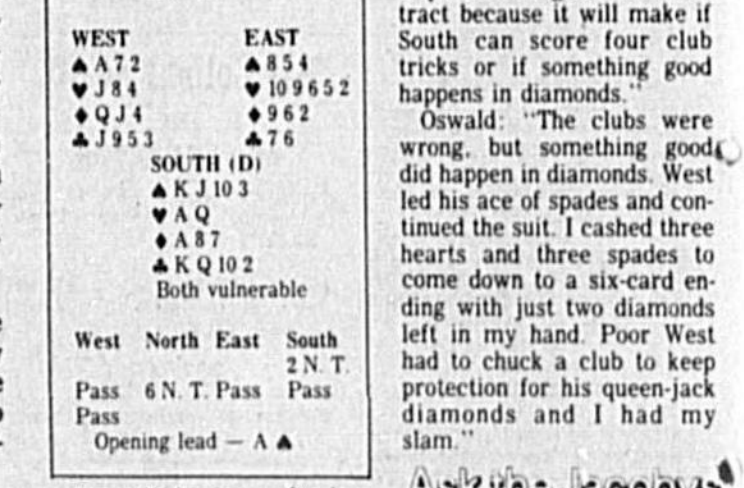 WEST EAST
♠ A 7 2 ♠ 8 5 4
♥ J 8 4 ♥ 10 9 6 5 2
♦ Q J 4 ♦ 9 6 2
♣ J 9 5 3 ♣ 7 6
SOUTH (D)
♠ K J 10 3
♥ A Q
♦ A 8 7
♣ K Q 10 2
Both vulnerable
West North East South
2 N. T.
Pass 6 N. T. Pass Pass
Pass
Opening lead — A ♠
tract because it will make if
South can score four club
tricks or if something good
happens in diamonds."
Oswald: "The clubs were
wrong, but something good
did happen in diamonds. West
led his ace of spades and con-
tinued the suit. I cashed three
hearts and three spades to
come down to a six-card en-
ding with just two diamonds
left in my hand. Poor West
had to chuck a club to keep
protection for his queen-jack
diamonds and I had my
slam."